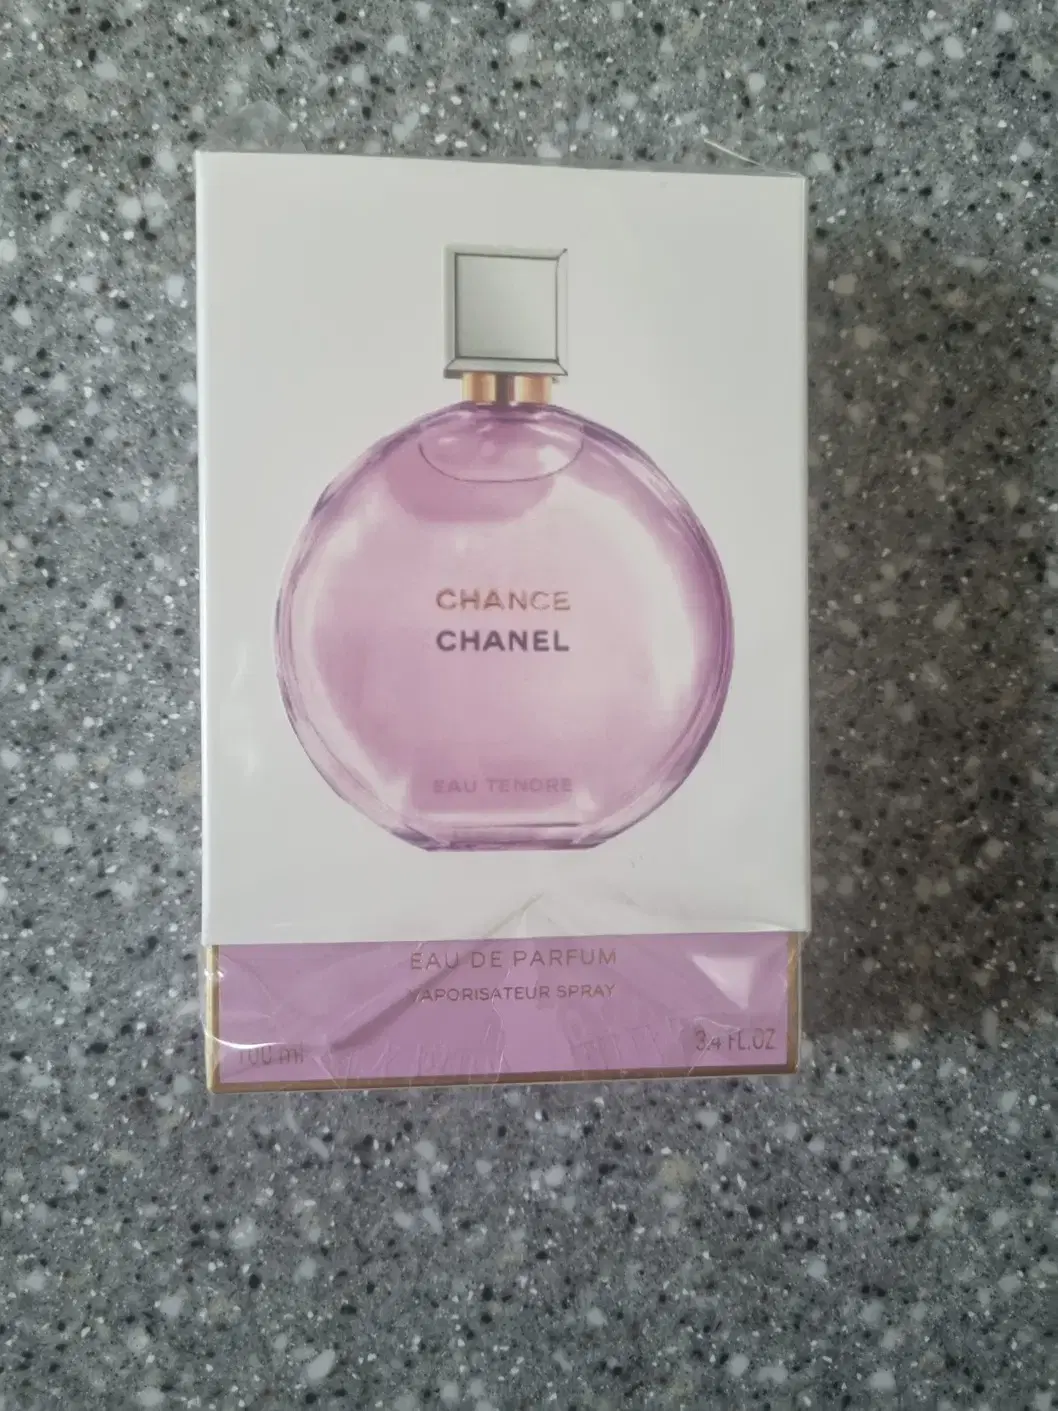 CHANCE
CHANEL
EAU TENDRE
EAU DE PARFUM
VAPORISATEUR SPRAY
100 ml
3.4 FL.OZ